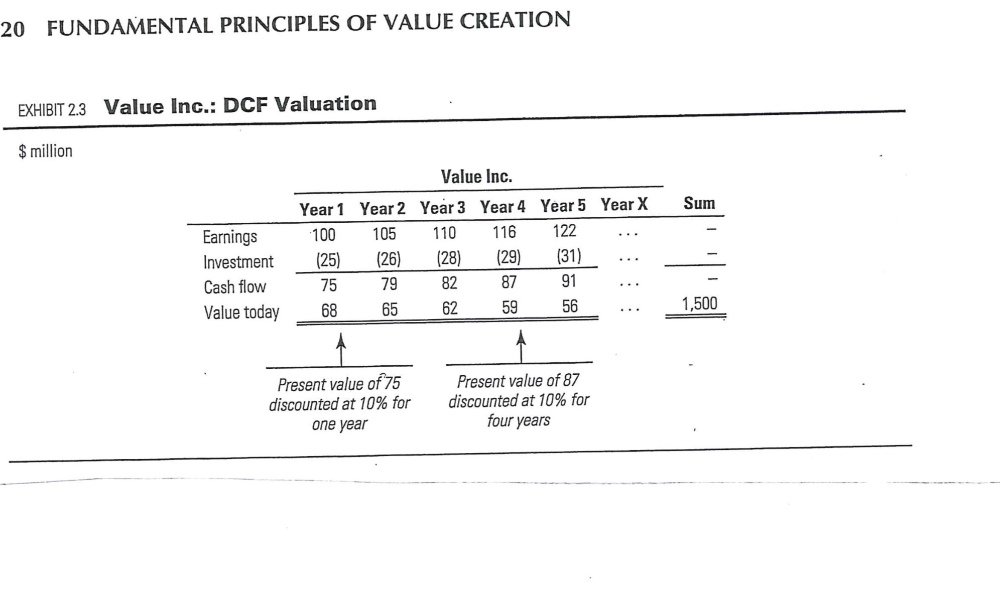 20 FUNDAMENTAL PRINCIPLES OF VALUE CREATION
EXHIBIT 2.3 Value Inc.: DCF Valuation
$ million
Value Inc.
Year 1 Year 2 Year 3 Year 4 Year 5 Year X Sum
Earnings 100 105 110 116 122 ... –
Investment (25) (26) (28) (29) (31) ... –
Cash flow 75 79 82 87 91 ... –
Value today 68 65 62 59 56 ... 1,500
Present value of 75
discounted at 10% for
one year
Present value of 87
discounted at 10% for
four years